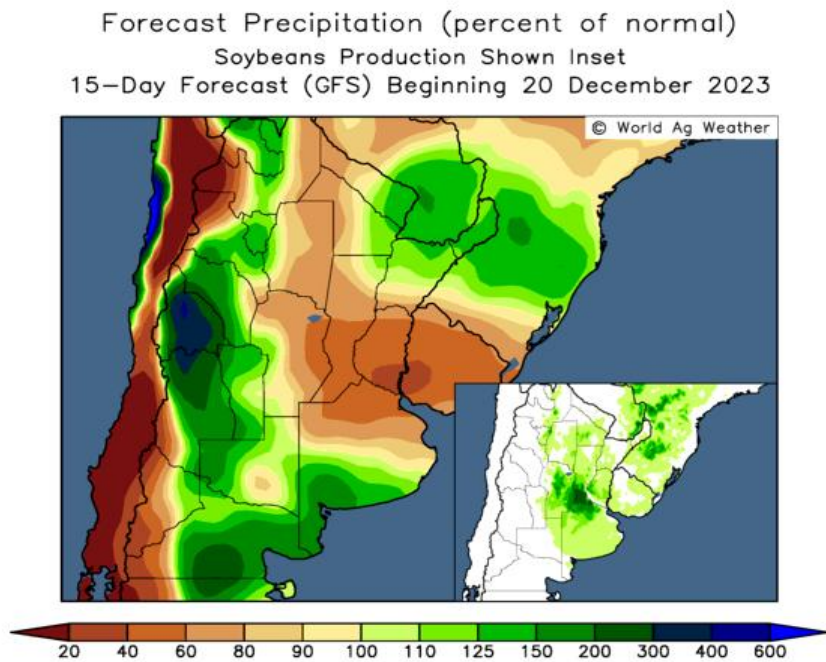 Forecast Precipitation (percent of normal)
Soybeans Production Shown Inset
15-Day Forecast (GFS) Beginning 20 December 2023
© World Ag Weather
20 40 60 80 90 100 110 125 150 200 300 400 600